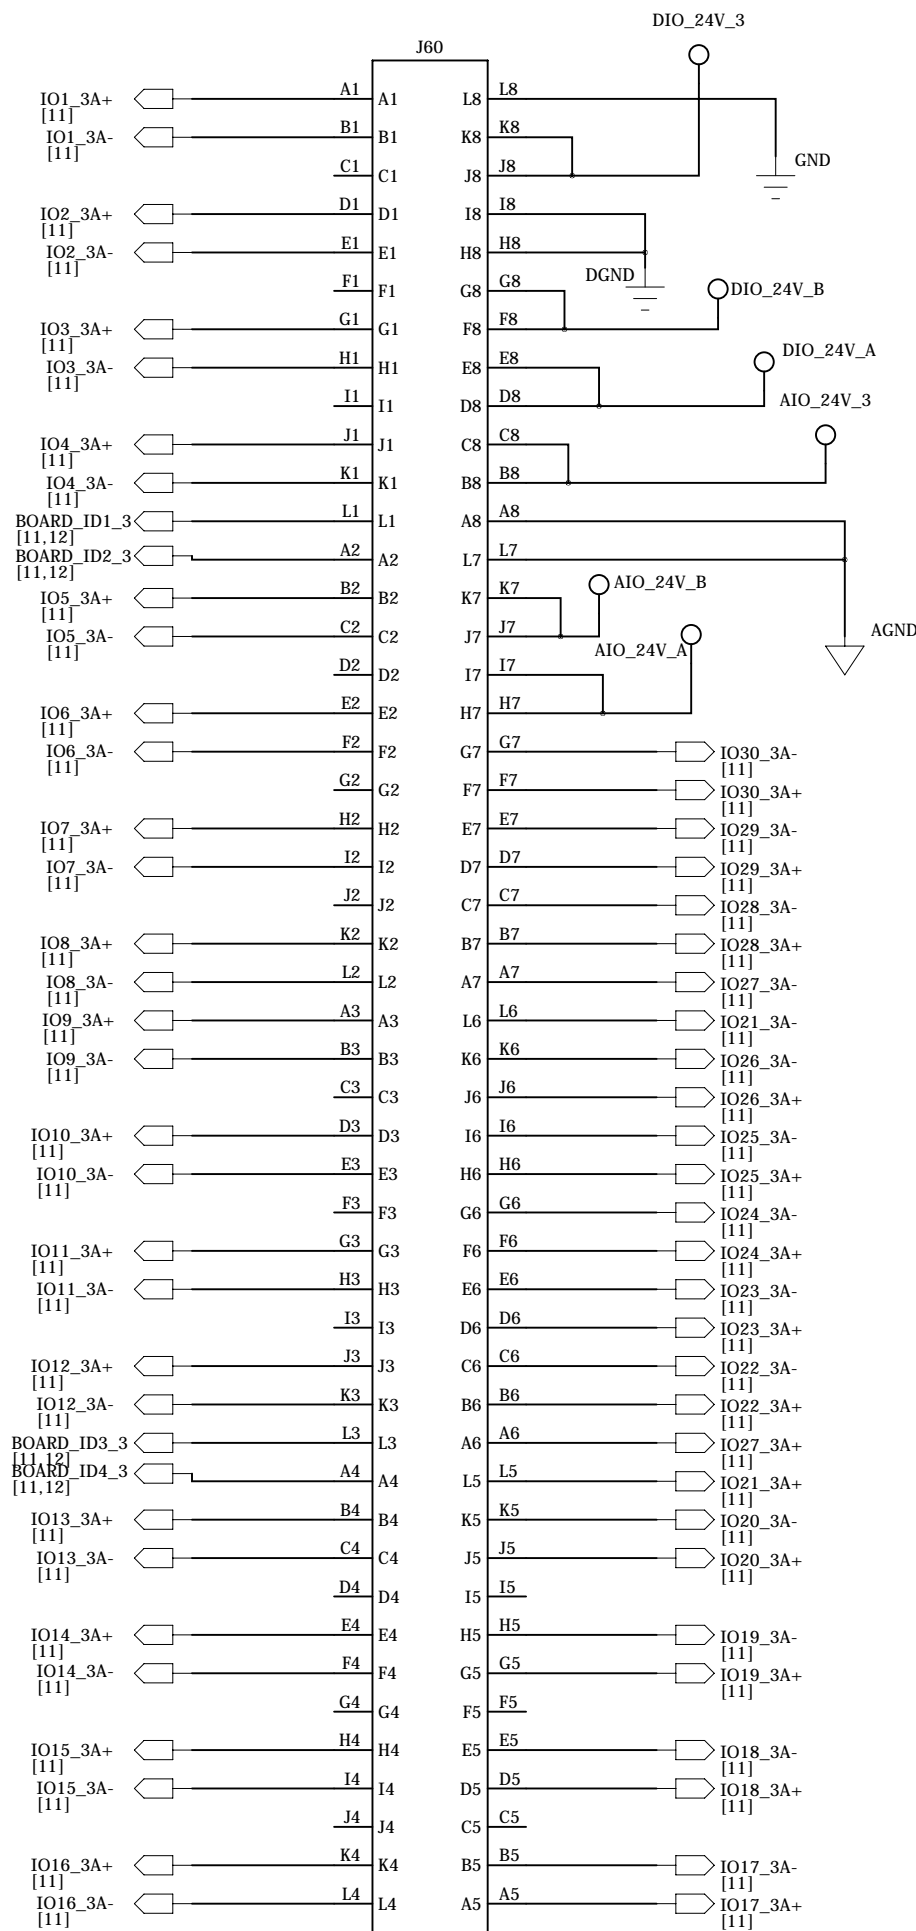 DIO_24V_3
J60
IO1_3A+ A1 A1 L8 L8
[11]
IO1_3A- B1 B1 K8 K8
[11]
C1 C1 J8 J8
GND
IO2_3A+ D1 D1 I8 I8
[11]
IO2_3A- E1 E1 H8 H8
[11]
DGND
F1 F1 G8 G8 DIO_24V_B
IO3_3A+ G1 G1 F8 F8
[11]
DIO_24V_A
IO3_3A- H1 H1 E8 E8
[11]
AIO_24V_3
I1 I1 D8 D8
IO4_3A+ J1 J1 C8 C8
[11]
IO4_3A- K1 K1 B8 B8
[11]
BOARD_ID1_3 L1 L1 A8 A8
[11,12]
BOARD_ID2_3 A2 A2 L7 L7
[11,12]
AIO_24V_B
IO5_3A+ B2 B2 K7 K7
[11]
IO5_3A- C2 C2 J7 J7 AGND
[11]
AIO_24V_A
D2 D2 I7 I7
IO6_3A+ E2 E2 H7 H7
[11]
IO6_3A- F2 F2 G7 G7 IO30_3A-
[11] [11]
G2 G2 F7 F7 IO30_3A+
[11]
IO7_3A+ H2 H2 E7 E7 IO29_3A-
[11] [11]
IO7_3A- I2 I2 D7 D7 IO29_3A+
[11] [11]
J2 J2 C7 C7 IO28_3A-
[11]
IO8_3A+ K2 K2 B7 B7 IO28_3A+
[11] [11]
IO8_3A- L2 L2 A7 A7 IO27_3A-
[11] [11]
IO9_3A+ A3 A3 L6 L6 IO21_3A-
[11] [11]
IO9_3A- B3 B3 K6 K6 IO26_3A-
[11] [11]
C3 C3 J6 J6 IO26_3A+
[11]
IO10_3A+ D3 D3 I6 I6 IO25_3A-
[11] [11]
IO10_3A- E3 E3 H6 H6 IO25_3A+
[11] [11]
F3 F3 G6 G6 IO24_3A-
[11]
IO11_3A+ G3 G3 F6 F6 IO24_3A+
[11] [11]
IO11_3A- H3 H3 E6 E6 IO23_3A-
[11] [11]
I3 I3 D6 D6 IO23_3A+
[11]
IO12_3A+ J3 J3 C6 C6 IO22_3A-
[11] [11]
IO12_3A- K3 K3 B6 B6 IO22_3A+
[11] [11]
BOARD_ID3_3 L3 L3 A6 A6 IO27_3A+
[11,12] [11]
BOARD_ID4_3 A4 A4 L5 L5 IO21_3A+
[11,12] [11]
IO13_3A+ B4 B4 K5 K5 IO20_3A-
[11] [11]
IO13_3A- C4 C4 J5 J5 IO20_3A+
[11] [11]
D4 D4 I5 I5
IO14_3A+ E4 E4 H5 H5 IO19_3A-
[11] [11]
IO14_3A- F4 F4 G5 G5 IO19_3A+
[11] [11]
G4 G4 F5 F5
IO15_3A+ H4 H4 E5 E5 IO18_3A-
[11] [11]
IO15_3A- I4 I4 D5 D5 IO18_3A+
[11] [11]
J4 J4 C5 C5
IO16_3A+ K4 K4 B5 B5 IO17_3A-
[11] [11]
IO16_3A- L4 L4 A5 A5 IO17_3A+
[11] [11]